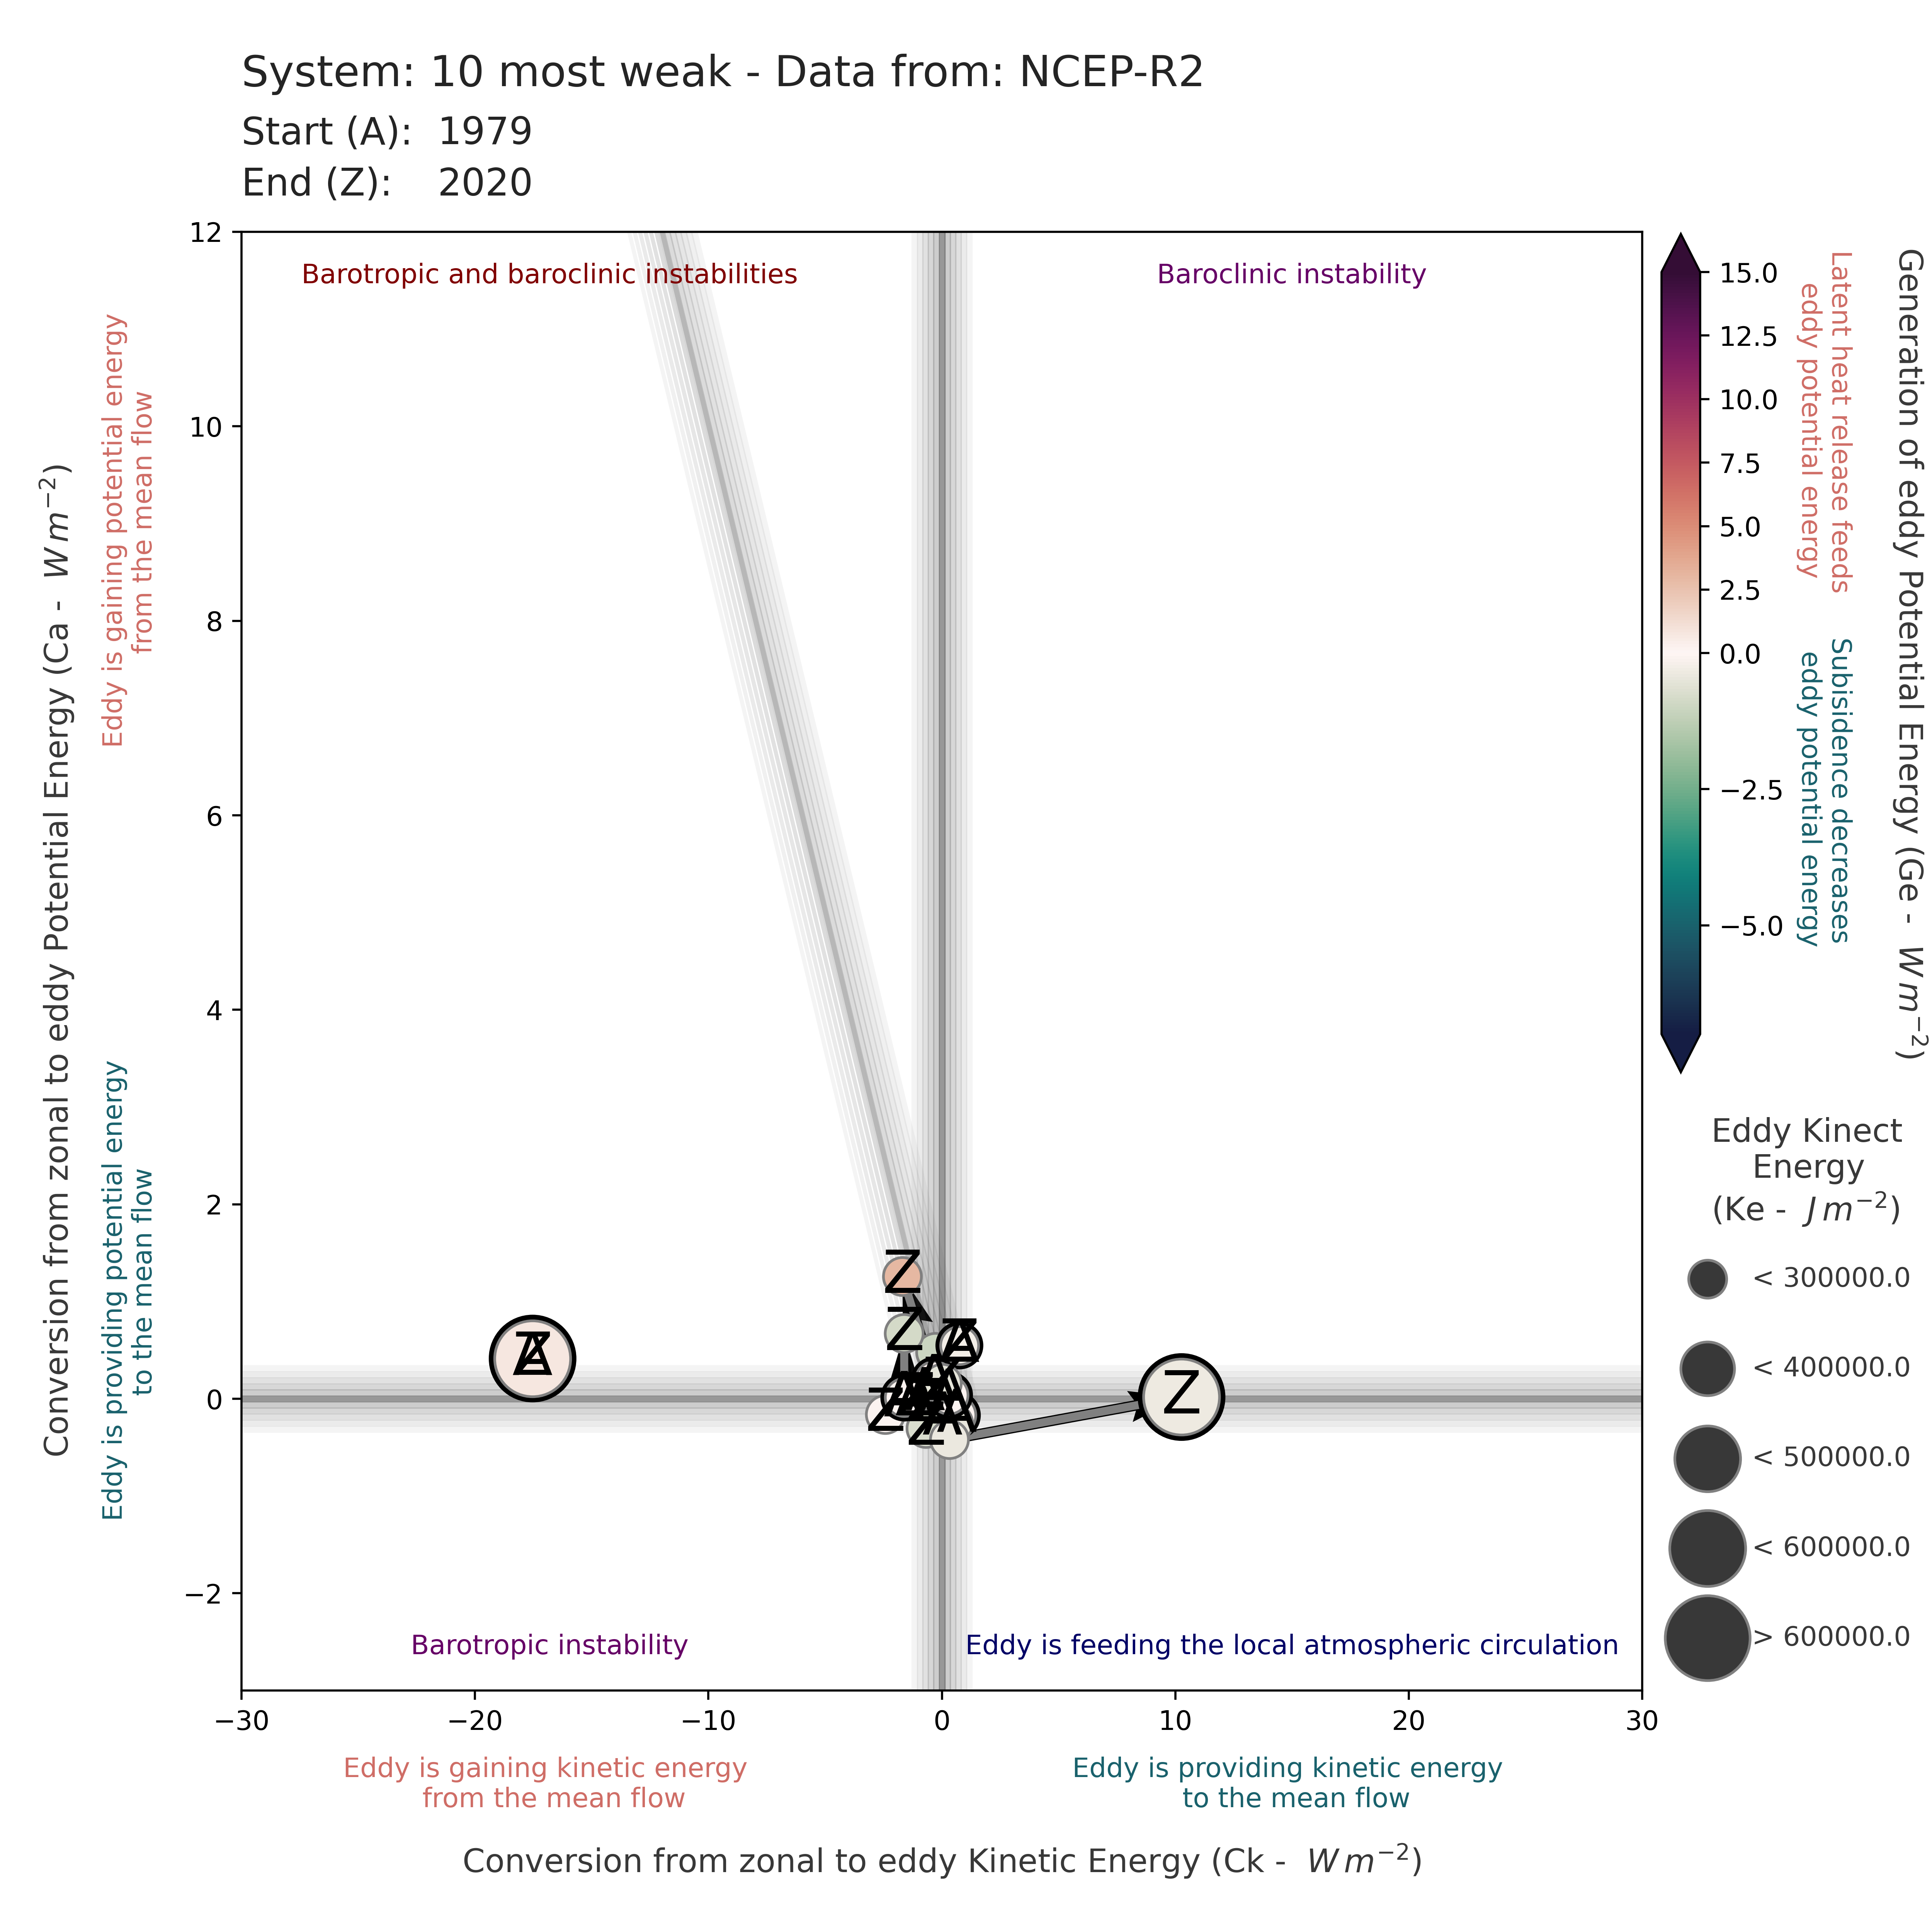 System: 10 most weak - Data from: NCEP-R2
Start (A): 1979
End (Z): 2020
Barotropic and baroclinic instabilities
Baroclinic instability
Barotropic instability
Eddy is feeding the local atmospheric circulation
12
10
8
6
4
2
0
−2
−30
−20
−10
0
10
20
30
Conversion from zonal to eddy Potential Energy (Ca - W m⁻²)
Eddy is gaining potential energy
from the mean flow
Eddy is providing potential energy
to the mean flow
Z
Z
Z
A
Z
A
Z
Z
Z
A
A
Eddy is gaining kinetic energy
from the mean flow
Eddy is providing kinetic energy
to the mean flow
Conversion from zonal to eddy Kinetic Energy (Ck - W m⁻²)
15.0
12.5
10.0
7.5
5.0
2.5
0.0
−2.5
−5.0
Latent heat release feeds
eddy potential energy
Subisidence decreases
eddy potential energy
Generation of eddy Potential Energy (Ge - W m⁻²)
Eddy Kinect
Energy
(Ke - J m⁻²)
< 300000.0
< 400000.0
< 500000.0
< 600000.0
> 600000.0